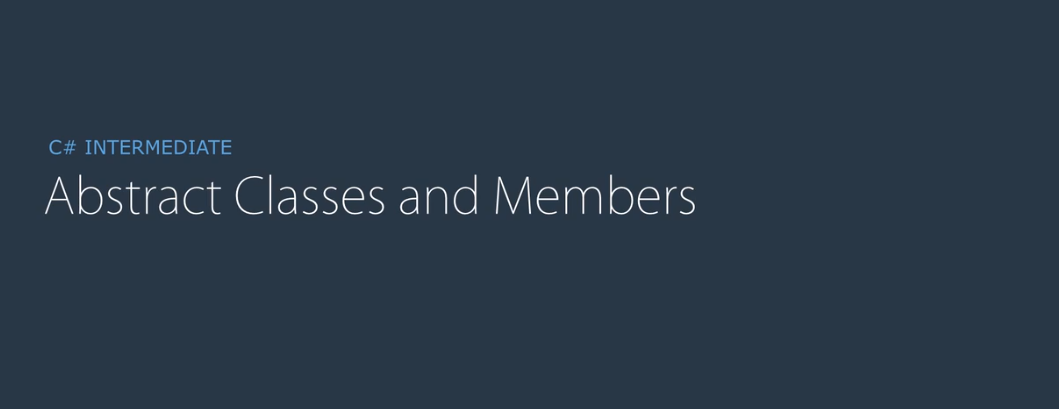 C# INTERMEDIATE
Abstract Classes and Members